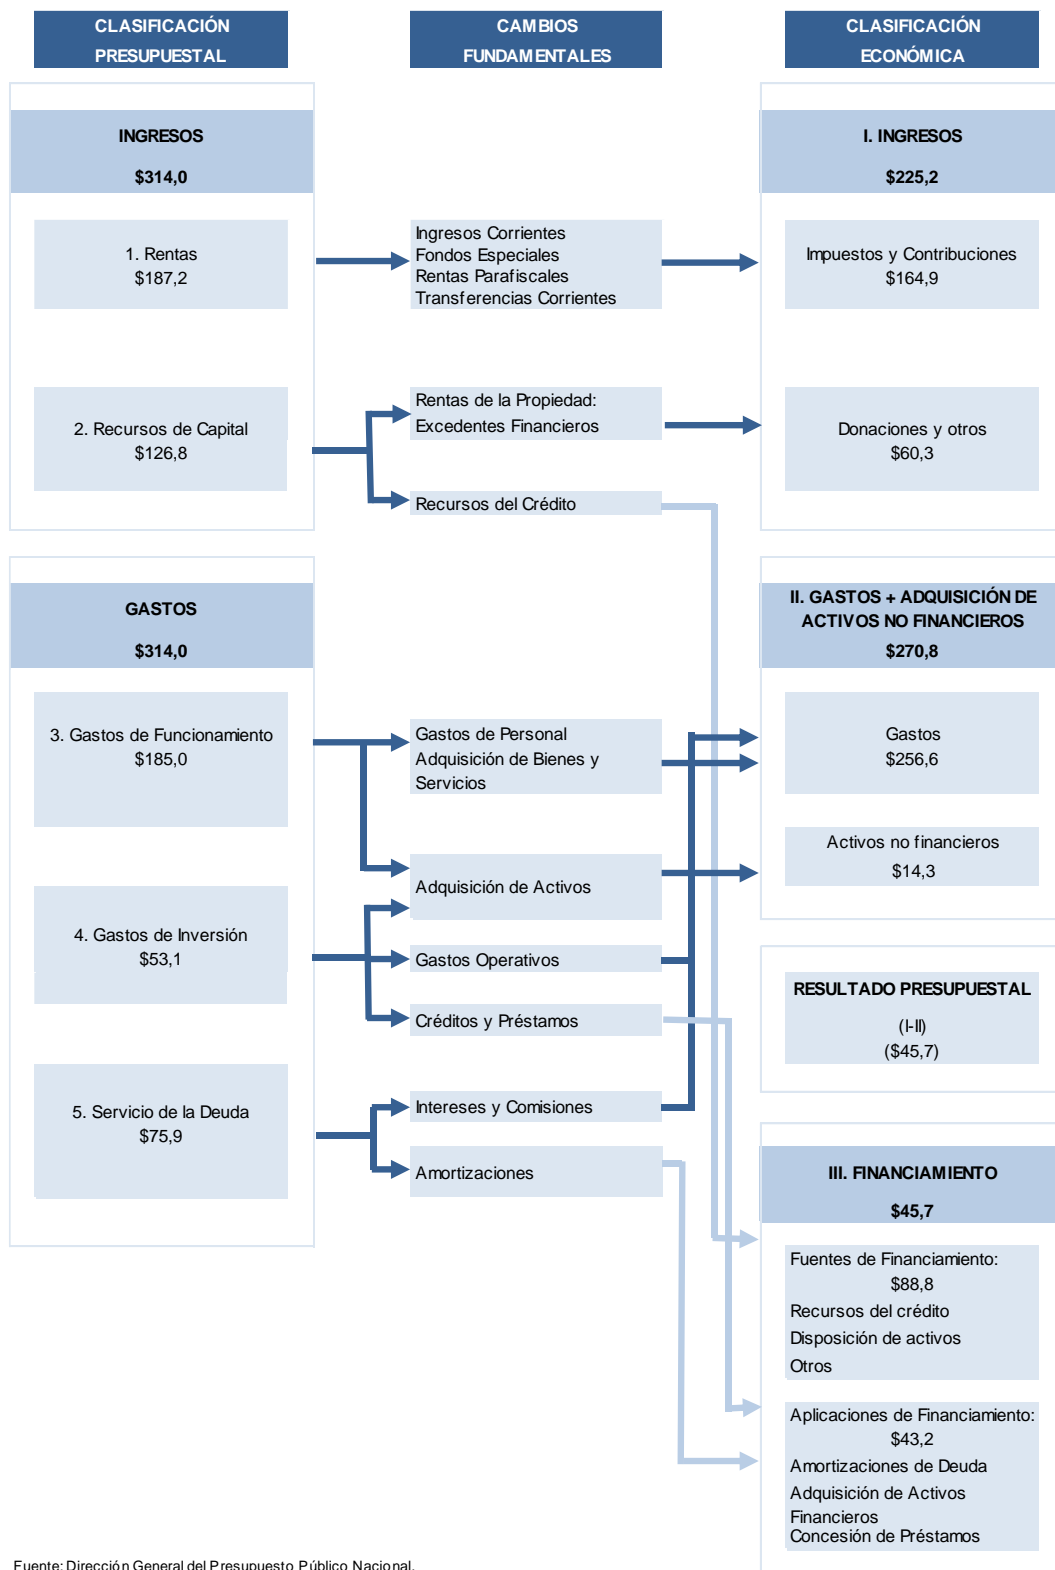 CLASIFICACIÓN
PRESUPUESTAL
CAMBIOS
FUNDAMENTALES
CLASIFICACIÓN
ECONÓMICA
INGRESOS
$314,0
I. INGRESOS
$225,2
1. Rentas
$187,2
Ingresos Corrientes
Fondos Especiales
Rentas Parafiscales
Transferencias Corrientes
Impuestos y Contribuciones
$164,9
2. Recursos de Capital
$126,8
Rentas de la Propiedad:
Excedentes Financieros
Donaciones y otros
$60,3
Recursos del Crédito
GASTOS
$314,0
II. GASTOS + ADQUISICIÓN DE
ACTIVOS NO FINANCIEROS
$270,8
3. Gastos de Funcionamiento
$185,0
Gastos de Personal
Adquisición de Bienes y
Servicios
Gastos
$256,6
Adquisición de Activos
Activos no financieros
$14,3
4. Gastos de Inversión
$53,1
Gastos Operativos
Créditos y Préstamos
RESULTADO PRESUPUESTAL
(I-II)
($45,7)
5. Servicio de la Deuda
$75,9
Intereses y Comisiones
Amortizaciones
III. FINANCIAMIENTO
$45,7
Fuentes de Financiamiento:
$88,8
Recursos del crédito
Disposición de activos
Otros
Aplicaciones de Financiamiento:
$43,2
Amortizaciones de Deuda
Adquisición de Activos
Financieros
Concesión de Préstamos
Fuente: Dirección General del Presupuesto Público Nacional.